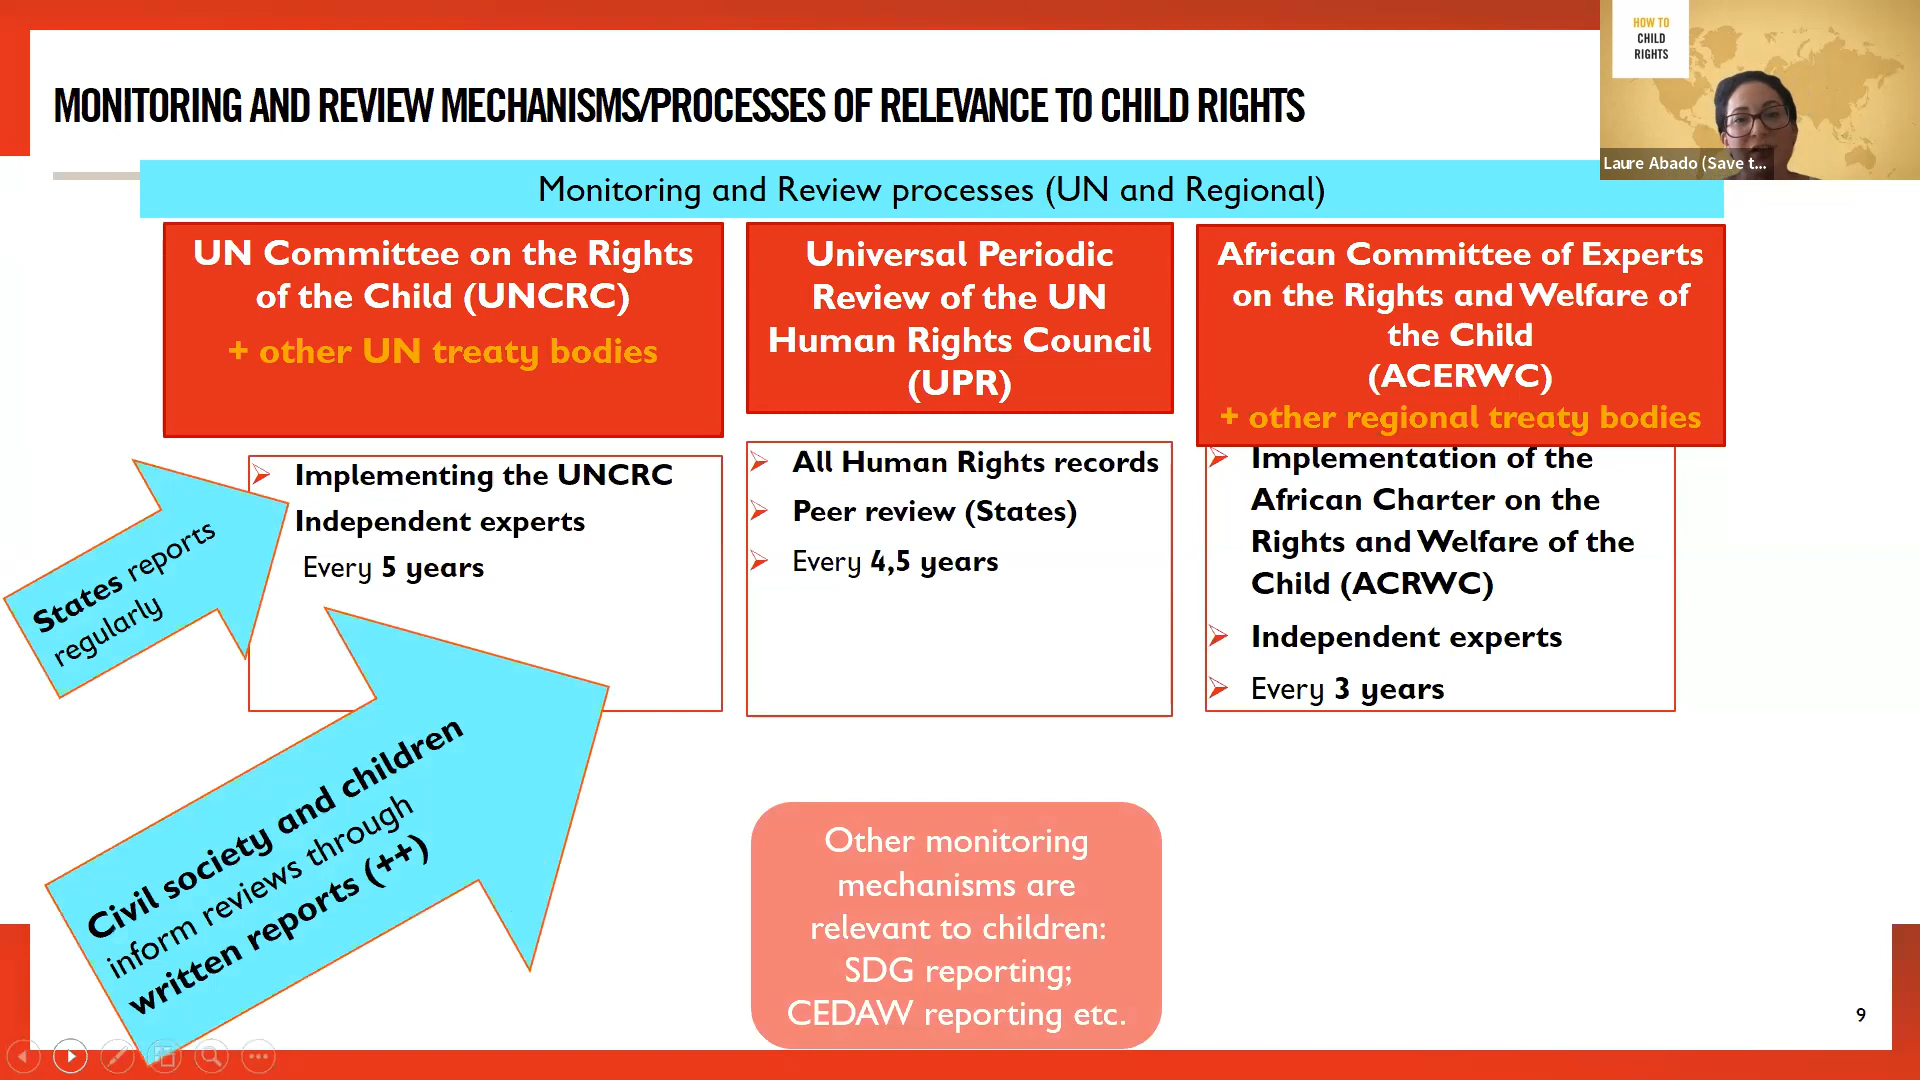 MONITORING AND REVIEW MECHANISMS/PROCESSES OF RELEVANCE TO CHILD RIGHTS
HOW TO
CHILD
RIGHTS
Laure Abado (Save t...
Monitoring and Review processes (UN and Regional)
UN Committee on the Rights
of the Child (UNCRC)
+ other UN treaty bodies
Implementing the UNCRC
Independent experts
Every 5 years
Universal Periodic
Review of the UN
Human Rights Council
(UPR)
All Human Rights records
Peer review (States)
Every 4,5 years
African Committee of Experts
on the Rights and Welfare of
the Child
(ACERWC)
+ other regional treaty bodies
Implementation of the
African Charter on the
Rights and Welfare of the
Child (ACRWC)
Independent experts
Every 3 years
States reports
regularly
Civil society and children
inform reviews through
written reports (++)
Other monitoring
mechanisms are
relevant to children:
SDG reporting;
CEDAW reporting etc.
9